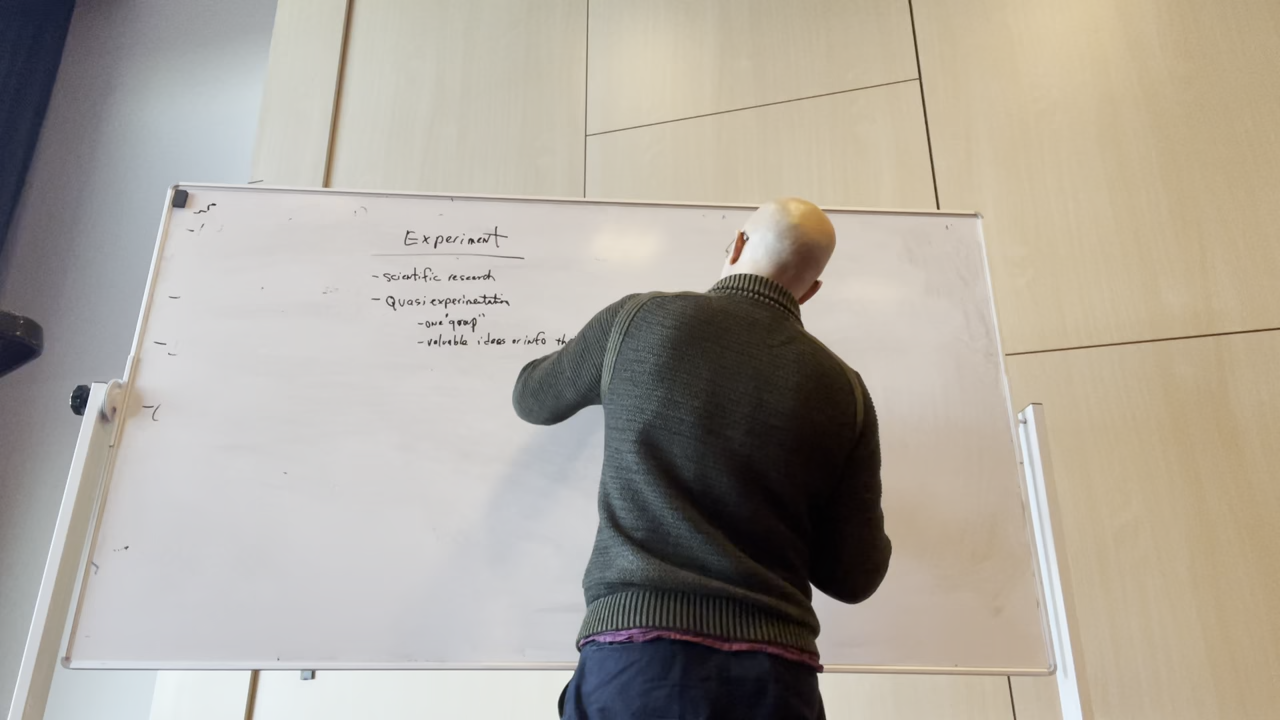 Experiment
- scientific research
- Quasi experimentation
- one "group"
- valuable ideas or info